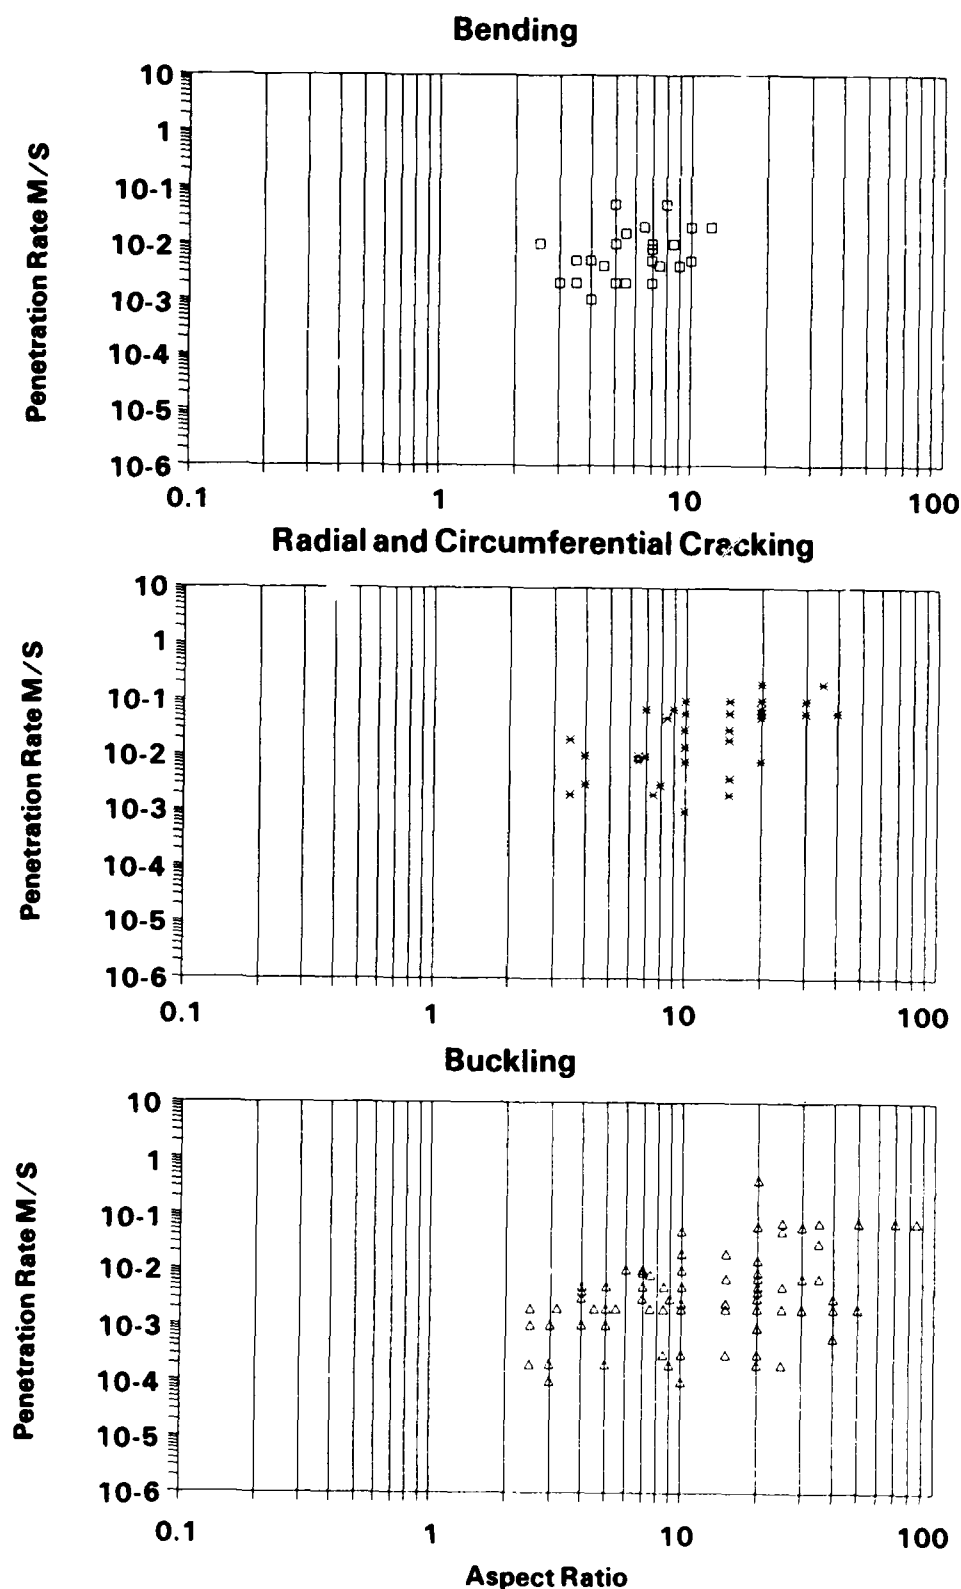 Bending
Penetration Rate M/S
10
1
10-1
10-2
10-3
10-4
10-5
10-6
0.1 1 10 100
Radial and Circumferential Cracking
Penetration Rate M/S
10
1
10-1
10-2
10-3
10-4
10-5
10-6
0.1 1 10 100
Buckling
Penetration Rate M/S
10
1
10-1
10-2
10-3
10-4
10-5
10-6
0.1 1 10 100
Aspect Ratio